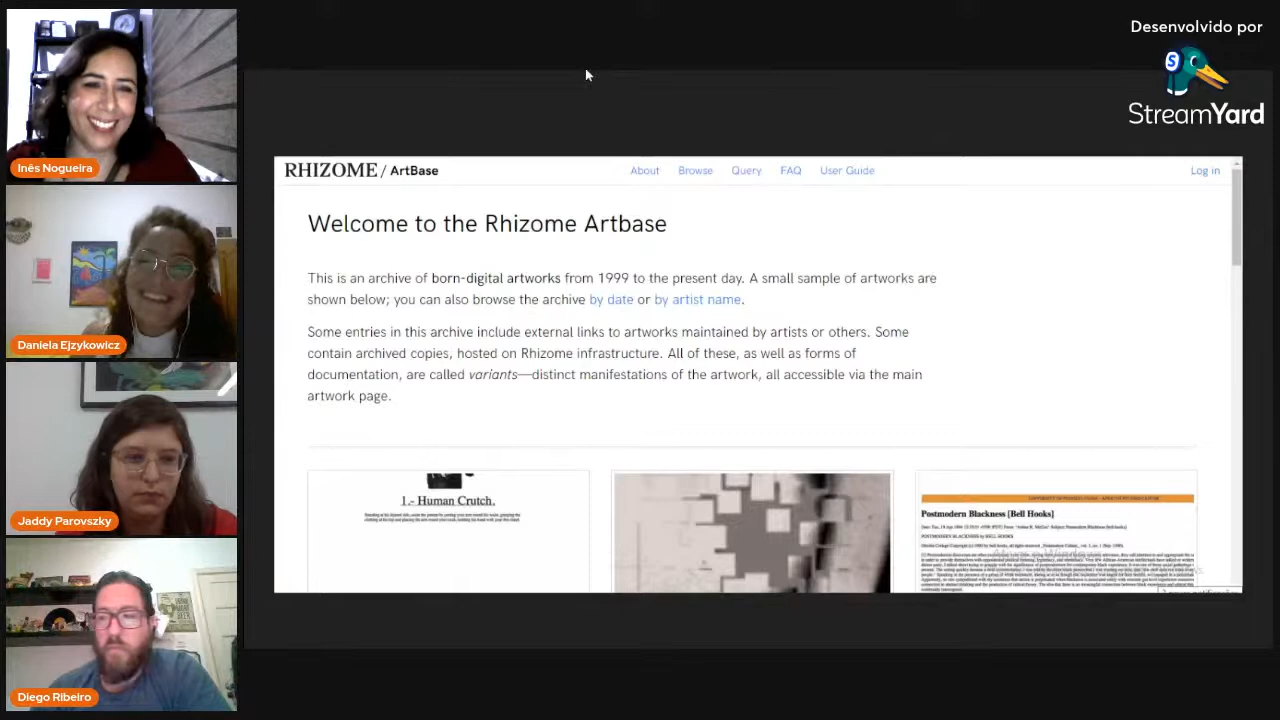 Inês Nogueira
Daniela Ejzykowicz
Jaddy Parovszky
Diego Ribeiro
Desenvolvido por
StreamYard
RHIZOME / ArtBase
About Browse Query FAQ User Guide
Log in
Welcome to the Rhizome Artbase
This is an archive of born-digital artworks from 1999 to the present day. A small sample of artworks are
shown below; you can also browse the archive by date or by artist name.
Some entries in this archive include external links to artworks maintained by artists or others. Some
contain archived copies, hosted on Rhizome infrastructure. All of these, as well as forms of
documentation, are called variants—distinct manifestations of the artwork, all accessible via the main
artwork page.
1.- Human Crutch.
Postmodern Blackness [Bell Hooks]